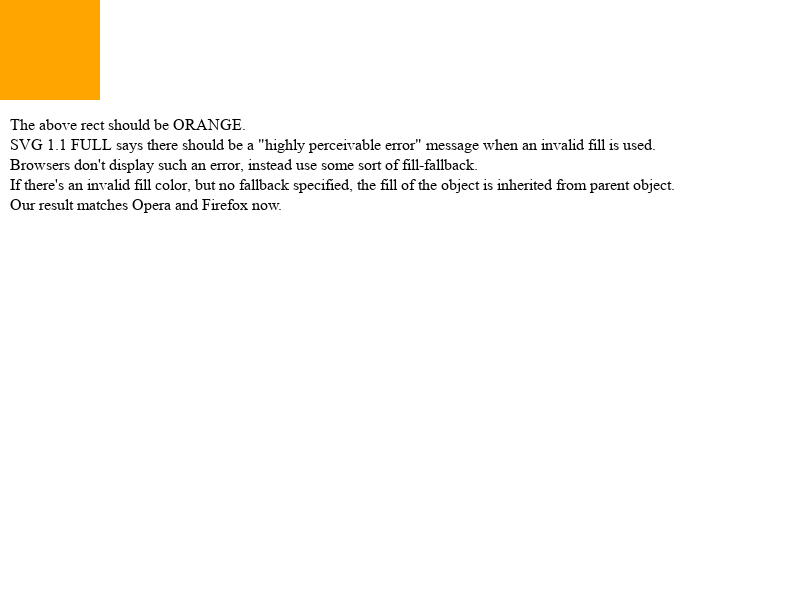 The above rect should be ORANGE.
SVG 1.1 FULL says there should be a "highly perceivable error" message when an invalid fill is used.
Browsers don't display such an error, instead use some sort of fill-fallback.
If there's an invalid fill color, but no fallback specified, the fill of the object is inherited from parent object.
Our result matches Opera and Firefox now.